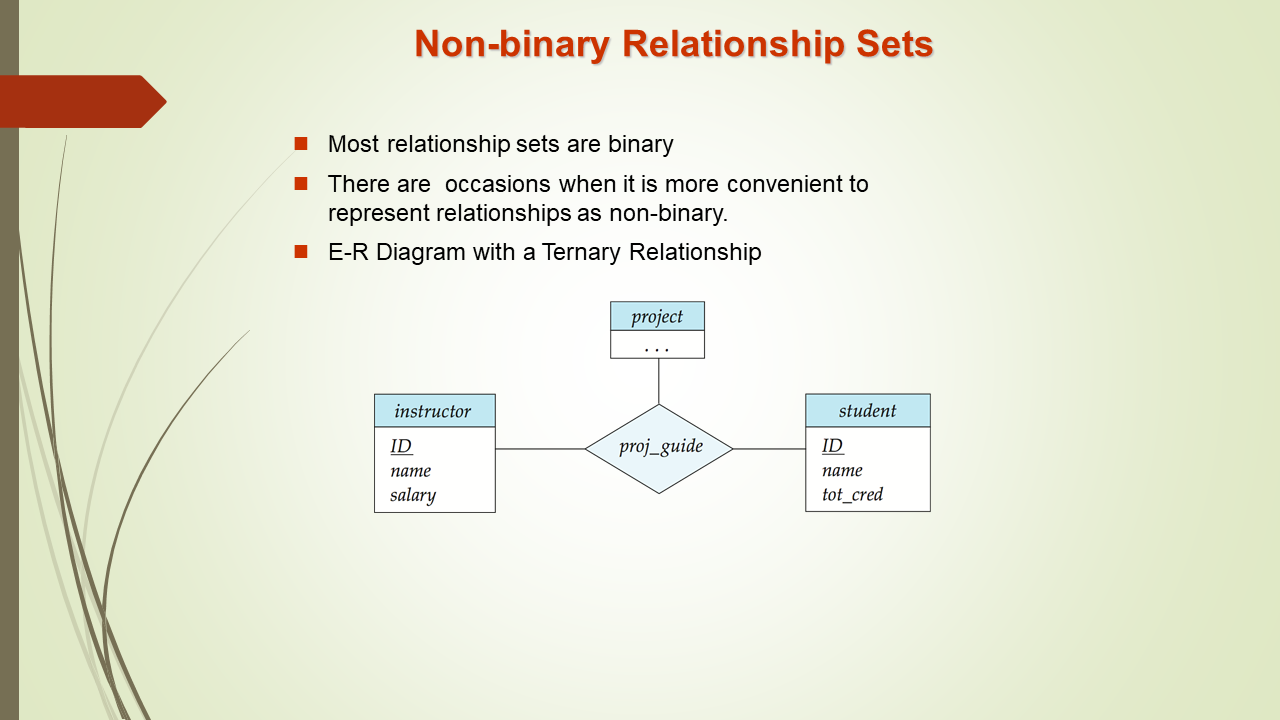 Non-binary Relationship Sets
Most relationship sets are binary
There are  occasions when it is more convenient to
represent relationships as non-binary.
E-R Diagram with a Ternary Relationship
project
. . .
instructor
ID
name
salary
proj_guide
student
ID
name
tot_cred